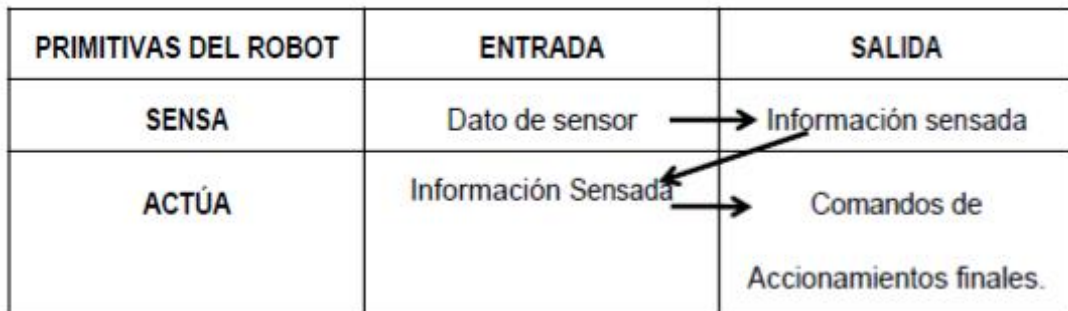 PRIMITIVAS DEL ROBOT ENTRADA SALIDA
SENSA Dato de sensor Información sensada
ACTÚA Información Sensada Comandos de
Accionamientos finales.